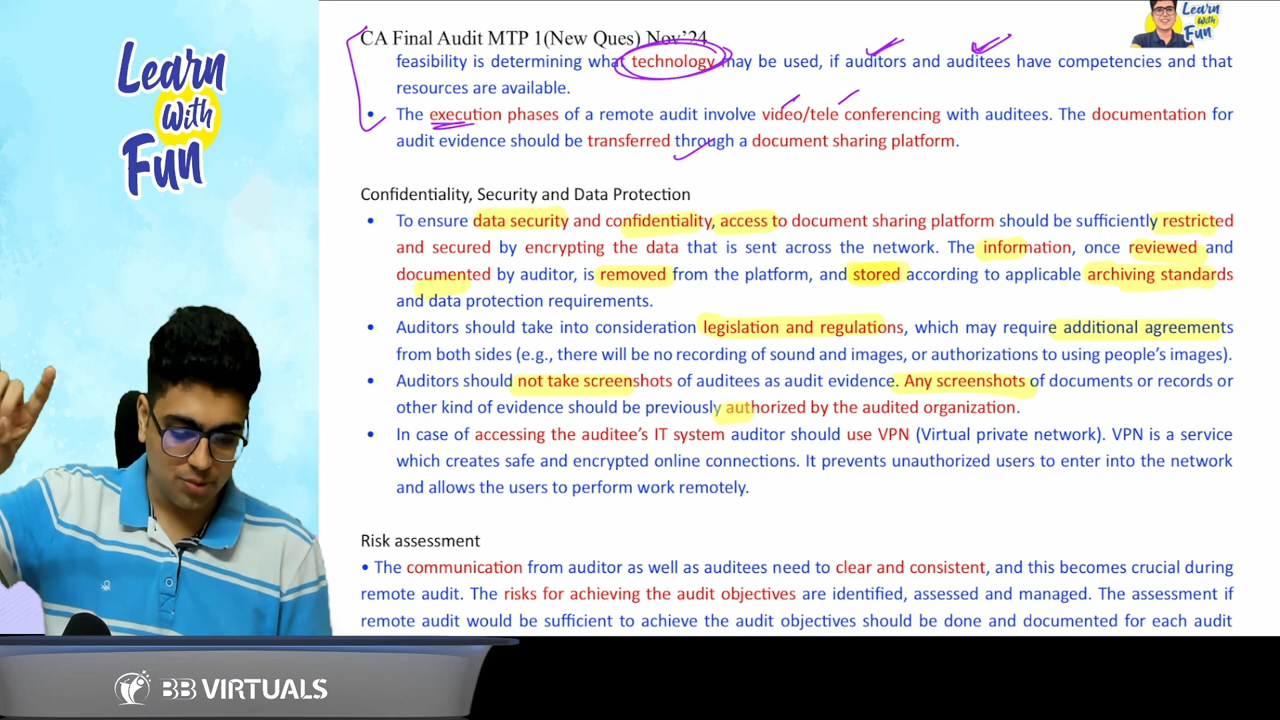 Learn
With
Fun
Learn
With
Fun
CA Final Audit MTP 1(New Ques) Nov'24
feasibility is determining what technology may be used, if auditors and auditees have competencies and that
resources are available.
• The execution phases of a remote audit involve video/tele conferencing with auditees. The documentation for
audit evidence should be transferred through a document sharing platform.
Confidentiality, Security and Data Protection
• To ensure data security and confidentiality, access to document sharing platform should be sufficiently restricted
and secured by encrypting the data that is sent across the network. The information, once reviewed and
documented by auditor, is removed from the platform, and stored according to applicable archiving standards
and data protection requirements.
• Auditors should take into consideration legislation and regulations, which may require additional agreements
from both sides (e.g., there will be no recording of sound and images, or authorizations to using people's images).
• Auditors should not take screenshots of auditees as audit evidence. Any screenshots of documents or records or
other kind of evidence should be previously authorized by the audited organization.
• In case of accessing the auditee's IT system auditor should use VPN (Virtual private network). VPN is a service
which creates safe and encrypted online connections. It prevents unauthorized users to enter into the network
and allows the users to perform work remotely.
Risk assessment
• The communication from auditor as well as auditees need to clear and consistent, and this becomes crucial during
remote audit. The risks for achieving the audit objectives are identified, assessed and managed. The assessment if
remote audit would be sufficient to achieve the audit objectives should be done and documented for each audit
BB VIRTUALS